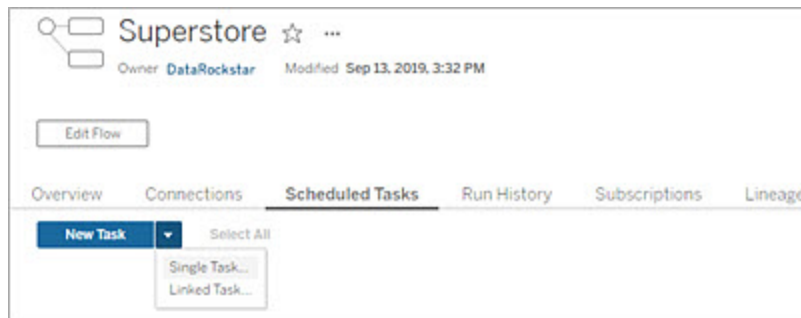 Superstore ☆ ...
Owner DataRockstar Modified Sep 13, 2019, 3:32 PM
Edit Flow
Overview Connections Scheduled Tasks Run History Subscriptions Lineage
New Task Select All
Single Task...
Linked Task...